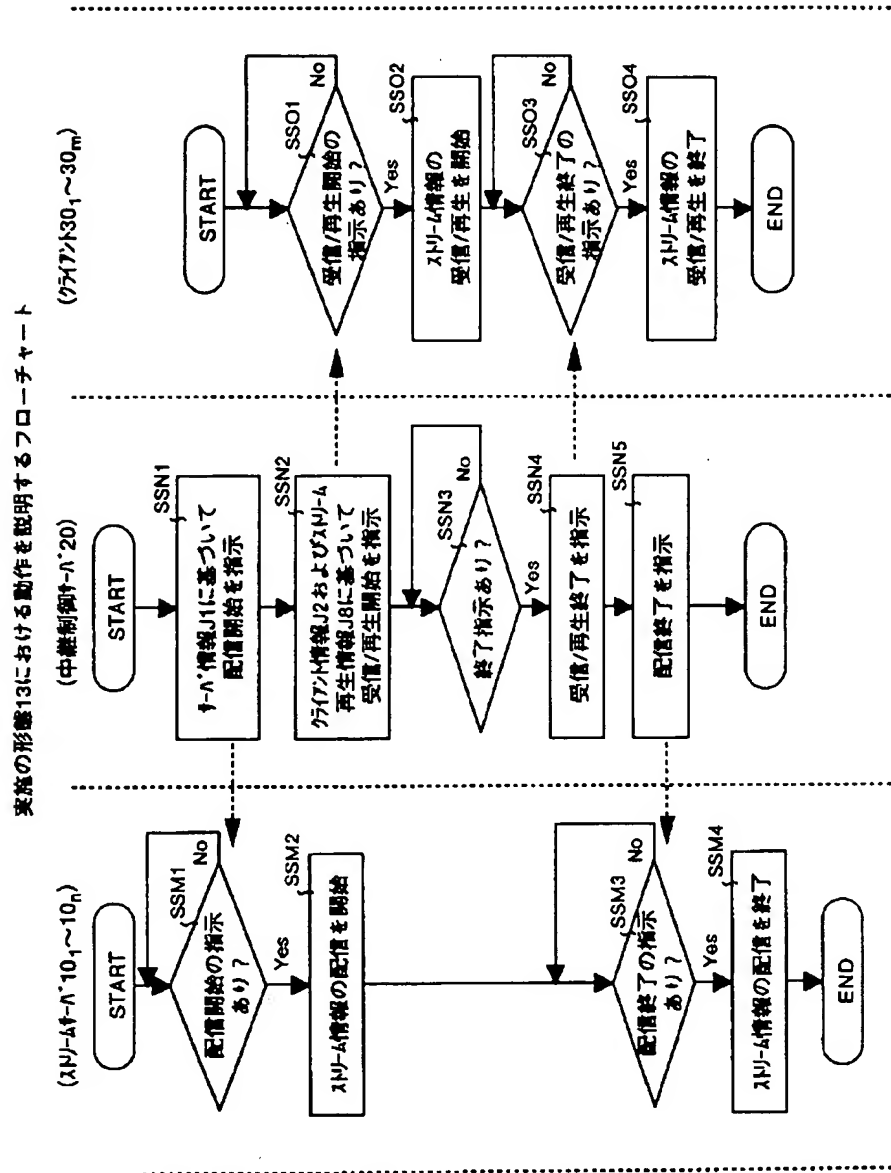 実施の形態13における動作を説明するフローチャート
(ストリームサーバ10₁～10ₙ)
START
SSM1
配信開始の指示
あり?
No
Yes
SSM2
ストリーム情報の配信を開始
SSM3
配信終了の指示
あり?
No
Yes
SSM4
ストリーム情報の配信を終了
END
(中継制御サーバ20)
START
SSN1
サーバ情報J1に基づいて
配信開始を指示
SSN2
クライアント情報J2およびストリーム
再生情報J8に基づいて
受信/再生開始を指示
SSN3
終了指示あり?
No
Yes
SSN4
受信/再生終了を指示
SSN5
配信終了を指示
END
(クライアント30₁～30ₘ)
START
SSO1
受信/再生開始の
指示あり?
No
Yes
SSO2
ストリーム情報の
受信/再生を開始
SSO3
受信/再生終了の
指示あり?
No
Yes
SSO4
ストリーム情報の
受信/再生を終了
END